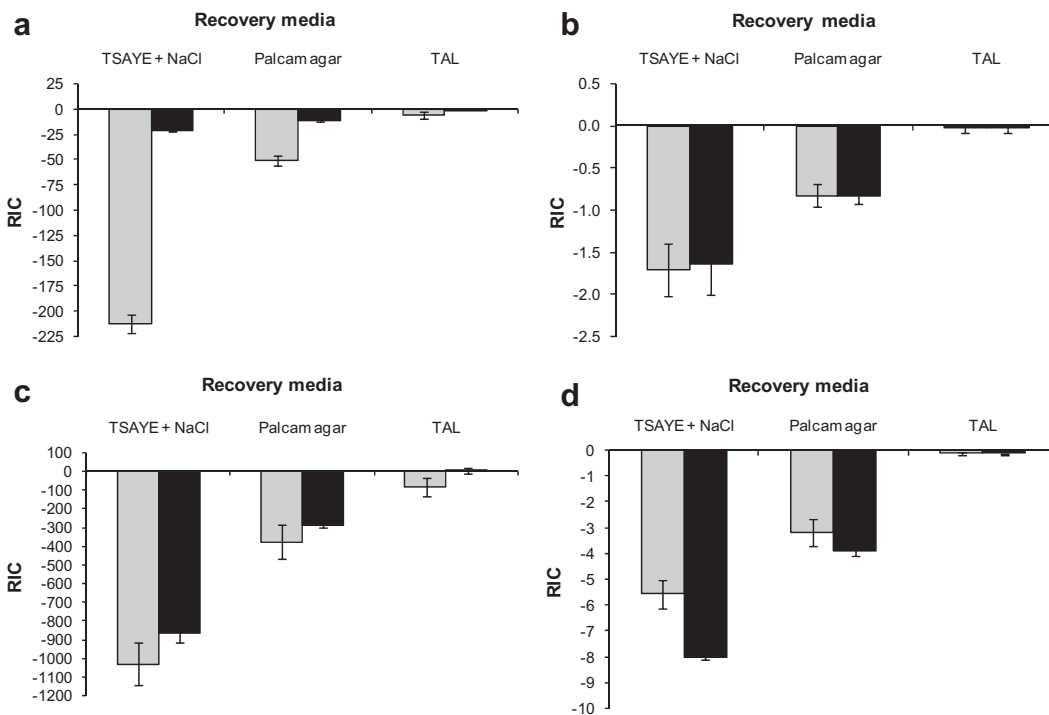 a
Recovery media
TSAYE + NaCl Palcam agar TAL
RIC
25
0
-25
-50
-75
-100
-125
-150
-175
-200
-225
b
Recovery media
TSAYE + NaCl Palcam agar TAL
RIC
0.5
0.0
-0.5
-1.0
-1.5
-2.0
-2.5
c
Recovery media
TSAYE + NaCl Palcam agar TAL
RIC
100
0
-100
-200
-300
-400
-500
-600
-700
-800
-900
-1000
-1100
-1200
d
Recovery media
TSAYE + NaCl Palcam agar TAL
RIC
0
-1
-2
-3
-4
-5
-6
-7
-8
-9
-10